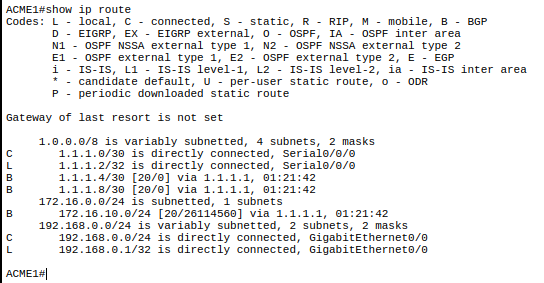 ACME1#show ip route
Codes: L - local, C - connected, S - static, R - RIP, M - mobile, B - BGP
       D - EIGRP, EX - EIGRP external, O - OSPF, IA - OSPF inter area
       N1 - OSPF NSSA external type 1, N2 - OSPF NSSA external type 2
       E1 - OSPF external type 1, E2 - OSPF external type 2, E - EGP
       i - IS-IS, L1 - IS-IS level-1, L2 - IS-IS level-2, ia - IS-IS inter area
       * - candidate default, U - per-user static route, o - ODR
       P - periodic downloaded static route

Gateway of last resort is not set

     1.0.0.0/8 is variably subnetted, 4 subnets, 2 masks
C       1.1.1.0/30 is directly connected, Serial0/0/0
L       1.1.1.2/32 is directly connected, Serial0/0/0
B       1.1.1.4/30 [20/0] via 1.1.1.1, 01:21:42
B       1.1.1.8/30 [20/0] via 1.1.1.1, 01:21:42
     172.16.0.0/24 is subnetted, 1 subnets
B       172.16.10.0/24 [20/26114560] via 1.1.1.1, 01:21:42
     192.168.0.0/24 is variably subnetted, 2 subnets, 2 masks
C       192.168.0.0/24 is directly connected, GigabitEthernet0/0
L       192.168.0.1/32 is directly connected, GigabitEthernet0/0

ACME1#